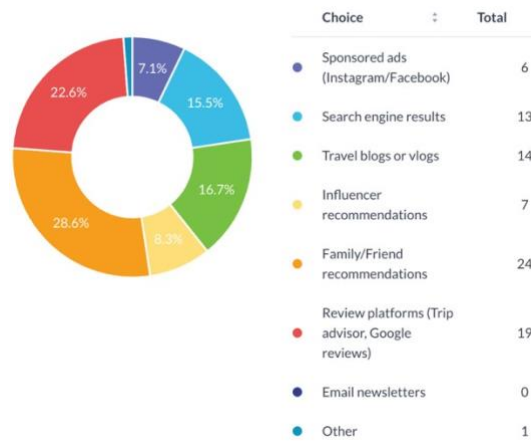 7.1%
15.5%
16.7%
8.3%
28.6%
22.6%
Choice Total
Sponsored ads
(Instagram/Facebook) 6
Search engine results 13
Travel blogs or vlogs 14
Influencer
recommendations 7
Family/Friend
recommendations 24
Review platforms (Trip
advisor, Google
reviews) 19
Email newsletters 0
Other 1